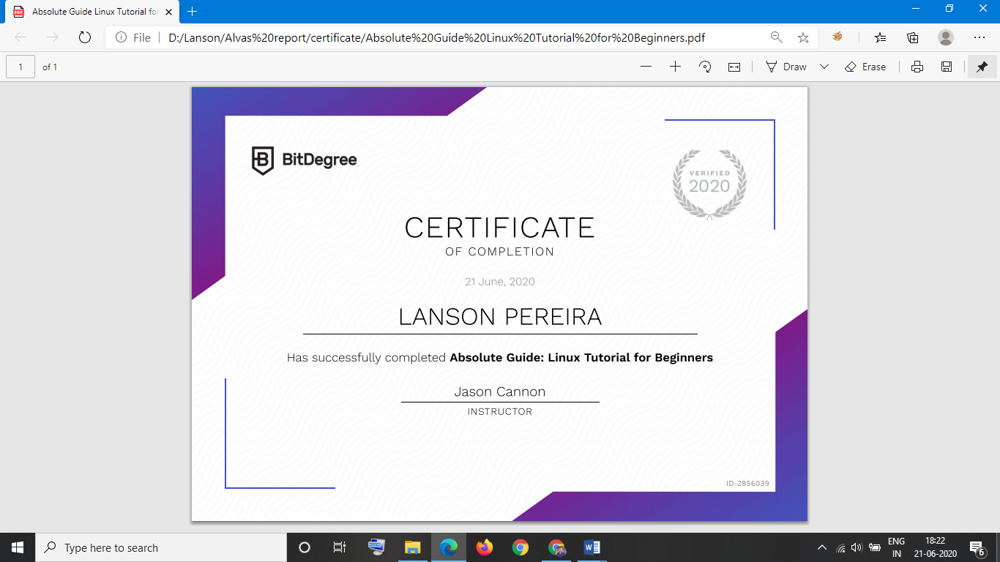 Absolute Guide Linux Tutorial for
File
D:/Lanson/Alvas%20report/certificate/Absolute%20Guide%20Linux%20Tutorial%20for%20Beginners.pdf
1
of 1
Draw
Erase
BitDegree
VERIFIED
2020
CERTIFICATE
OF COMPLETION
21 June, 2020
LANSON PEREIRA
Has successfully completed Absolute Guide: Linux Tutorial for Beginners
Jason Cannon
INSTRUCTOR
ID-2856039
Type here to search
ENG
IN
18:22
21-06-2020
6